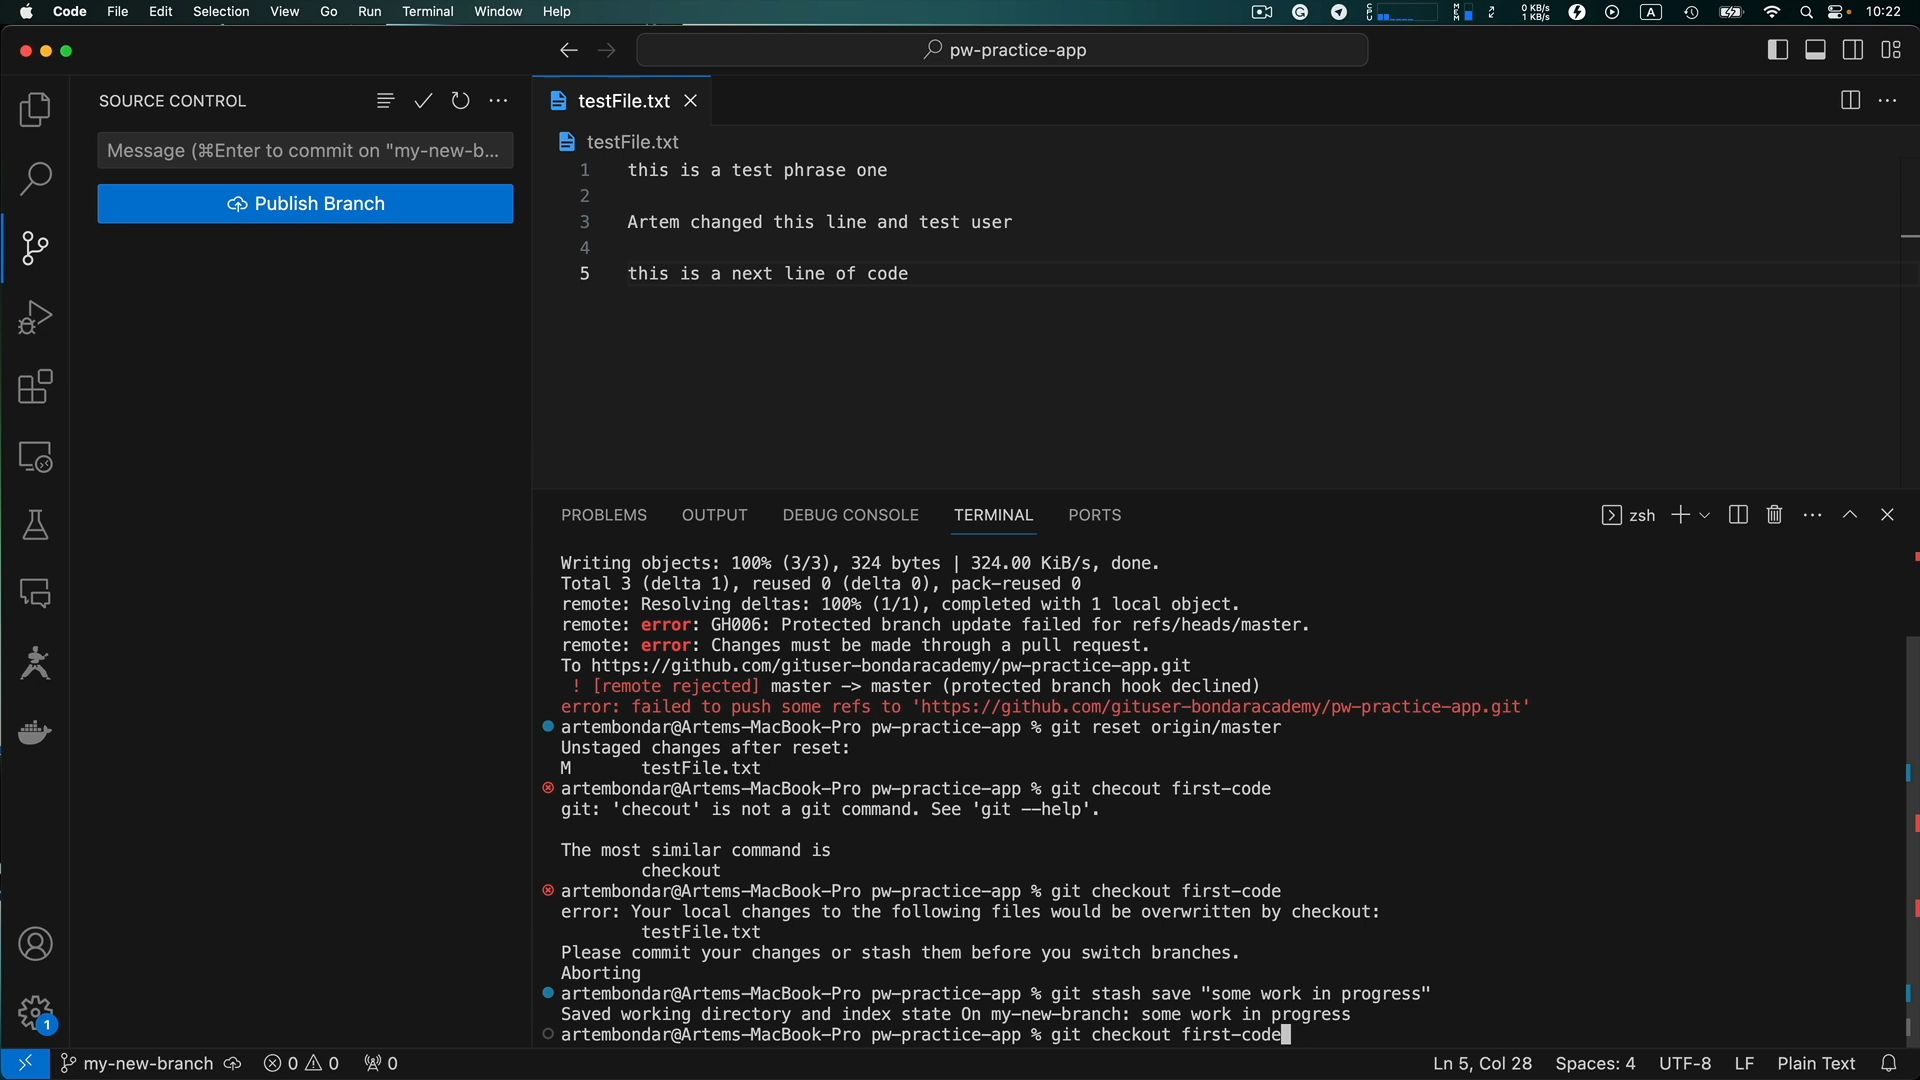 Code File Edit Selection View Go Run Terminal Window Help
CPU MEM 0 KB/s 1 KB/s A 10:22
pw-practice-app
SOURCE CONTROL
Message (⌘Enter to commit on "my-new-b...
Publish Branch
testFile.txt
testFile.txt
1 this is a test phrase one
2
3 Artem changed this line and test user
4
5 this is a next line of code
PROBLEMS OUTPUT DEBUG CONSOLE TERMINAL PORTS
zsh
Writing objects: 100% (3/3), 324 bytes | 324.00 KiB/s, done.
Total 3 (delta 1), reused 0 (delta 0), pack-reused 0
remote: Resolving deltas: 100% (1/1), completed with 1 local object.
remote: error: GH006: Protected branch update failed for refs/heads/master.
remote: error: Changes must be made through a pull request.
To https://github.com/gituser-bondaracademy/pw-practice-app.git
! [remote rejected] master -> master (protected branch hook declined)
error: failed to push some refs to 'https://github.com/gituser-bondaracademy/pw-practice-app.git'
artembondar@Artems-MacBook-Pro pw-practice-app % git reset origin/master
Unstaged changes after reset:
M testFile.txt
artembondar@Artems-MacBook-Pro pw-practice-app % git checout first-code
git: 'checout' is not a git command. See 'git --help'.
The most similar command is
checkout
artembondar@Artems-MacBook-Pro pw-practice-app % git checkout first-code
error: Your local changes to the following files would be overwritten by checkout:
testFile.txt
Please commit your changes or stash them before you switch branches.
Aborting
artembondar@Artems-MacBook-Pro pw-practice-app % git stash save "some work in progress"
Saved working directory and index state On my-new-branch: some work in progress
artembondar@Artems-MacBook-Pro pw-practice-app % git checkout first-code
1
my-new-branch 0 0 0
Ln 5, Col 28 Spaces: 4 UTF-8 LF Plain Text